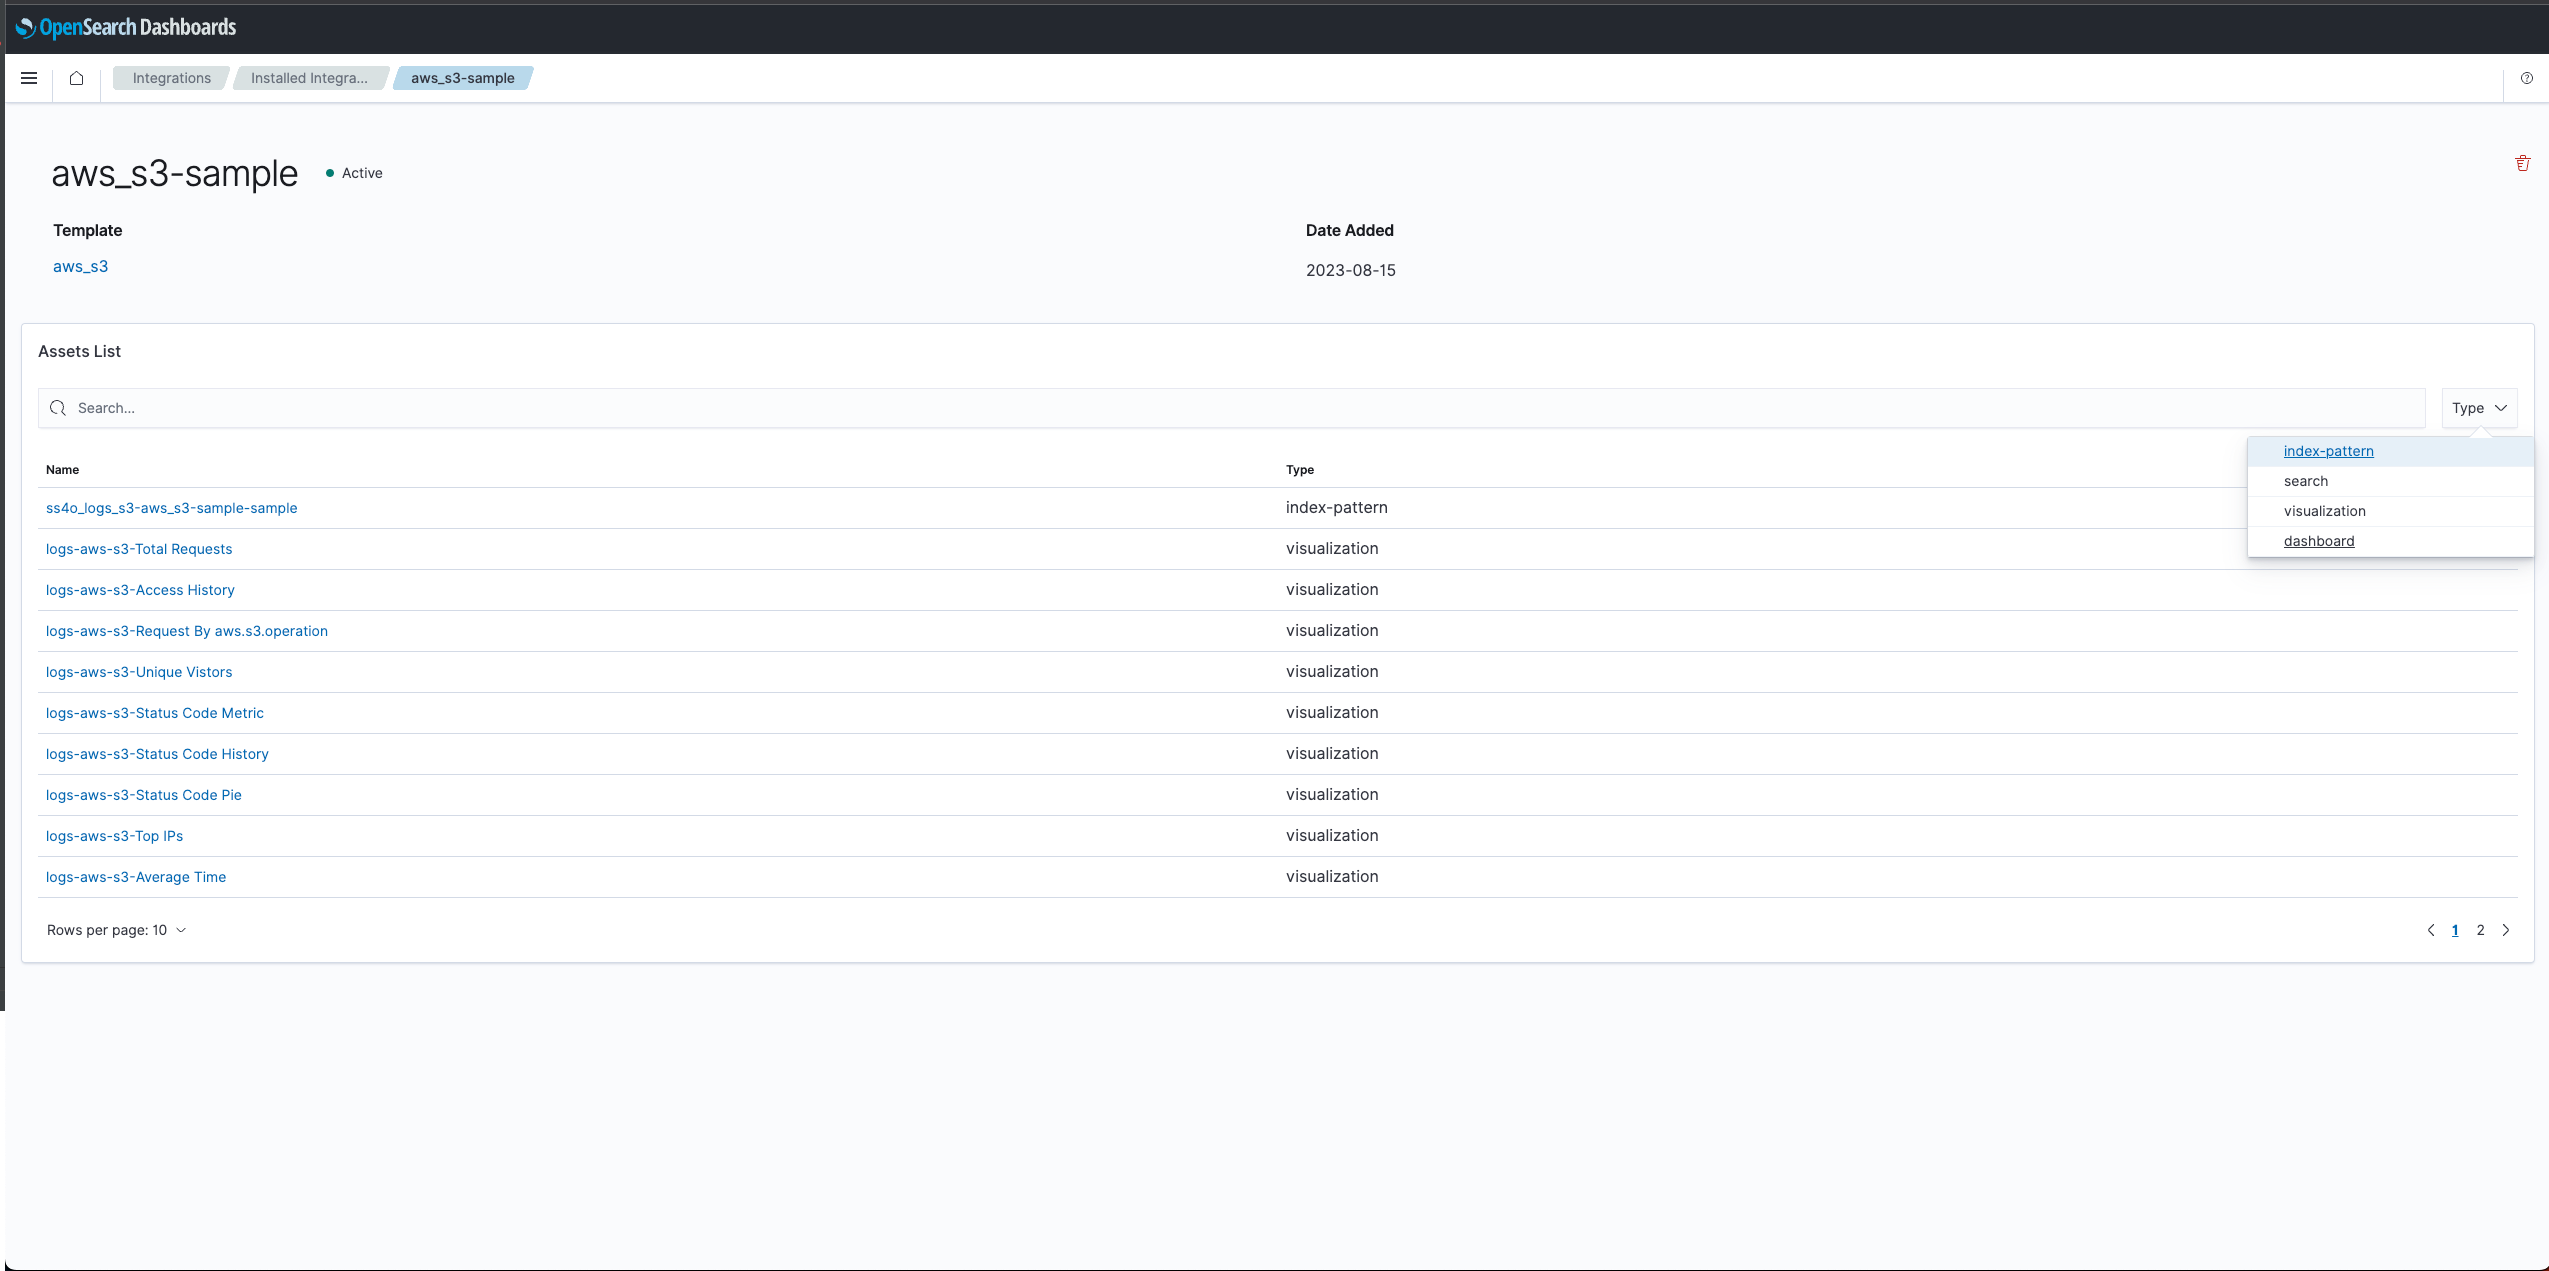 OpenSearch Dashboards
Integrations
Installed Integra...
aws_s3-sample
aws_s3-sample
Active
Template
Date Added
aws_s3
2023-08-15
Assets List
Search...
Type
index-pattern
search
visualization
dashboard
Name Type
ss4o_logs_s3-aws_s3-sample-sample index-pattern
logs-aws-s3-Total Requests visualization
logs-aws-s3-Access History visualization
logs-aws-s3-Request By aws.s3.operation visualization
logs-aws-s3-Unique Vistors visualization
logs-aws-s3-Status Code Metric visualization
logs-aws-s3-Status Code History visualization
logs-aws-s3-Status Code Pie visualization
logs-aws-s3-Top IPs visualization
logs-aws-s3-Average Time visualization
Rows per page: 10
1 2